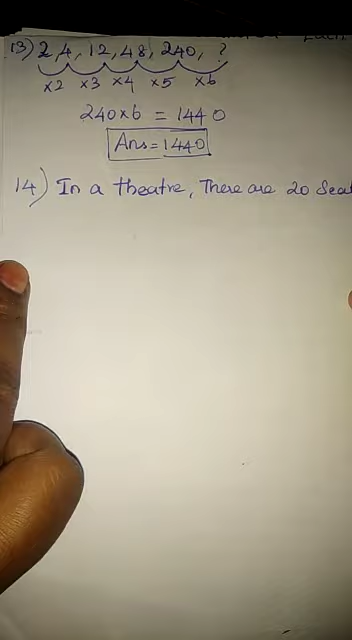 13) 2, 4, 12, 48, 240, ?
x2 x3 x4 x5 x6
240x6 = 1440
Ans = 1440
14) In a theatre, There are 20 Seat